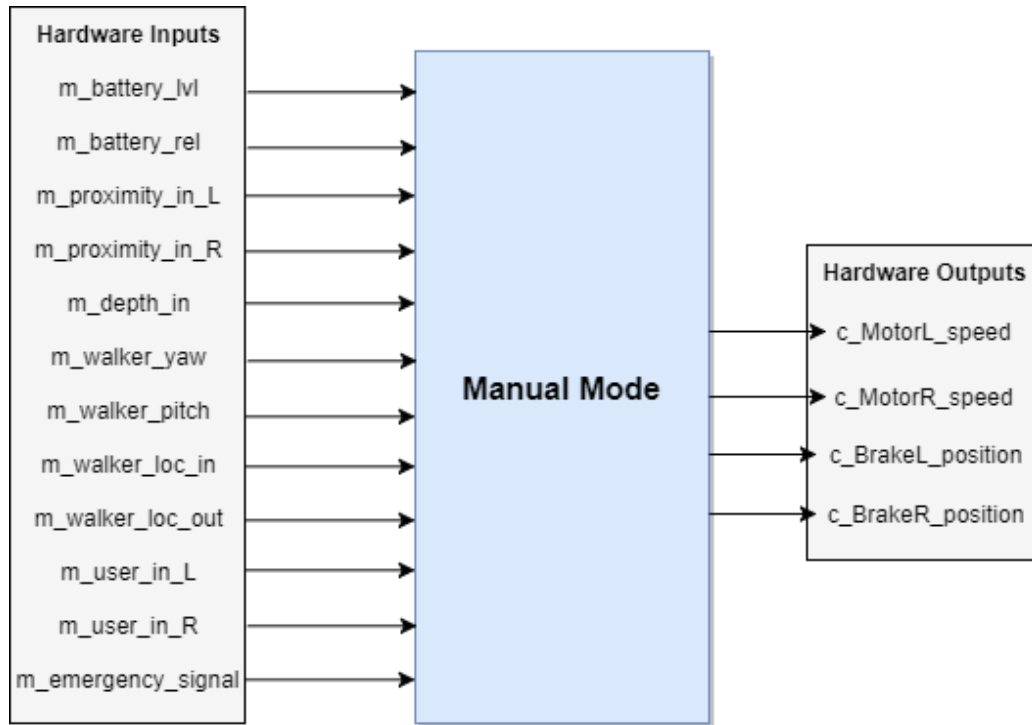 Hardware Inputs
m_battery_lvl
m_battery_rel
m_proximity_in_L
m_proximity_in_R
m_depth_in
m_walker_yaw
m_walker_pitch
m_walker_loc_in
m_walker_loc_out
m_user_in_L
m_user_in_R
m_emergency_signal
Manual Mode
Hardware Outputs
c_MotorL_speed
c_MotorR_speed
c_BrakeL_position
c_BrakeR_position